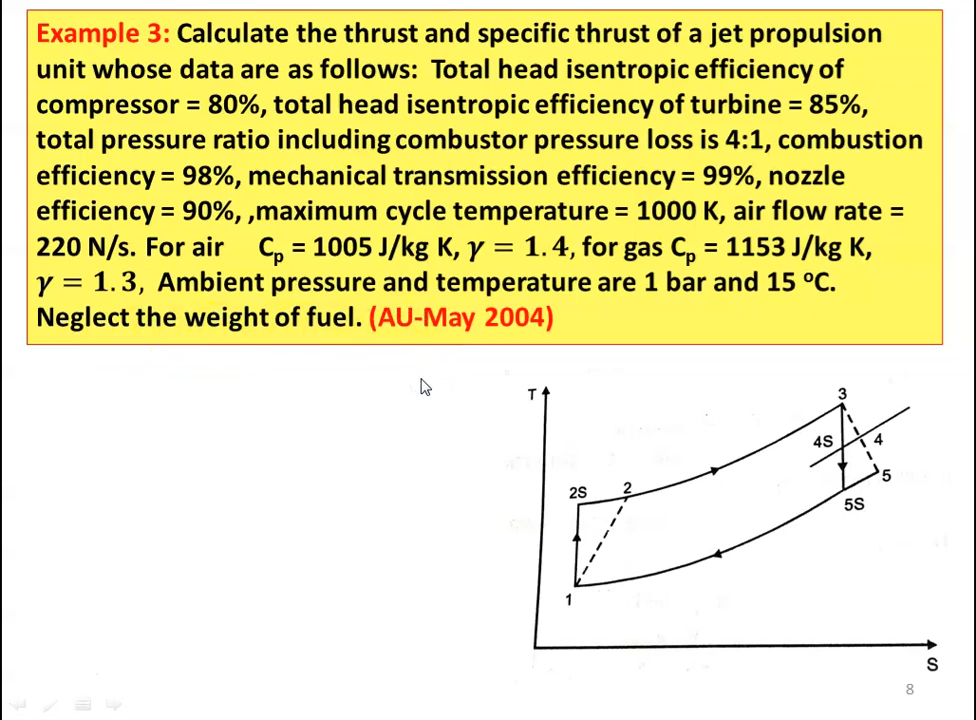 Example 3: Calculate the thrust and specific thrust of a jet propulsion
unit whose data are as follows: Total head isentropic efficiency of
compressor = 80%, total head isentropic efficiency of turbine = 85%,
total pressure ratio including combustor pressure loss is 4:1, combustion
efficiency = 98%, mechanical transmission efficiency = 99%, nozzle
efficiency = 90%, ,maximum cycle temperature = 1000 K, air flow rate =
220 N/s. For air Cp = 1005 J/kg K, γ = 1.4, for gas Cp = 1153 J/kg K,
γ = 1.3, Ambient pressure and temperature are 1 bar and 15 ºC.
Neglect the weight of fuel. (AU-May 2004)
T
3
4S
4
5
2S
2
5S
1
S
8